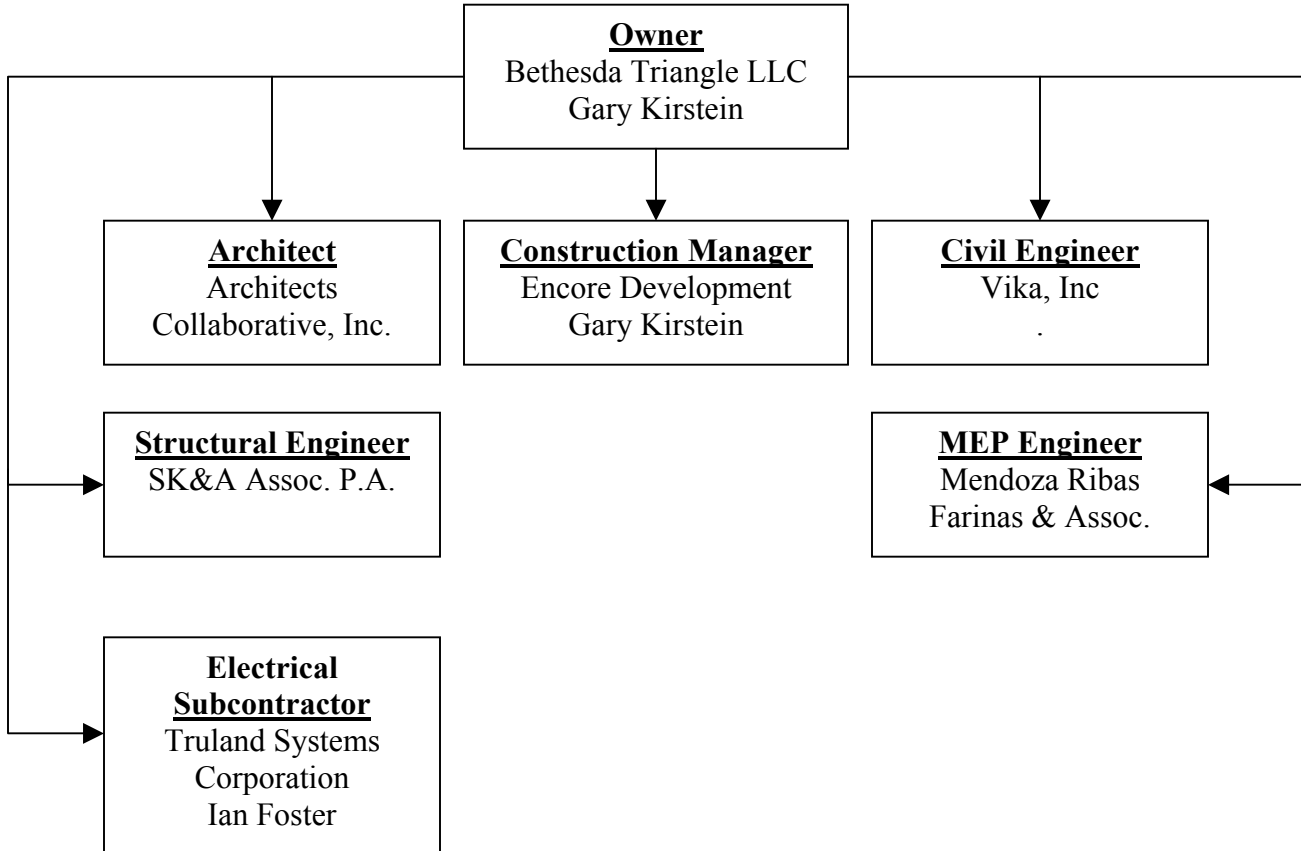 Owner
Bethesda Triangle LLC
Gary Kirstein
Architect
Architects
Collaborative, Inc.
Construction Manager
Encore Development
Gary Kirstein
Civil Engineer
Vika, Inc
.
Structural Engineer
SK&A Assoc. P.A.
MEP Engineer
Mendoza Ribas
Farinas & Assoc.
Electrical
Subcontractor
Truland Systems
Corporation
Ian Foster